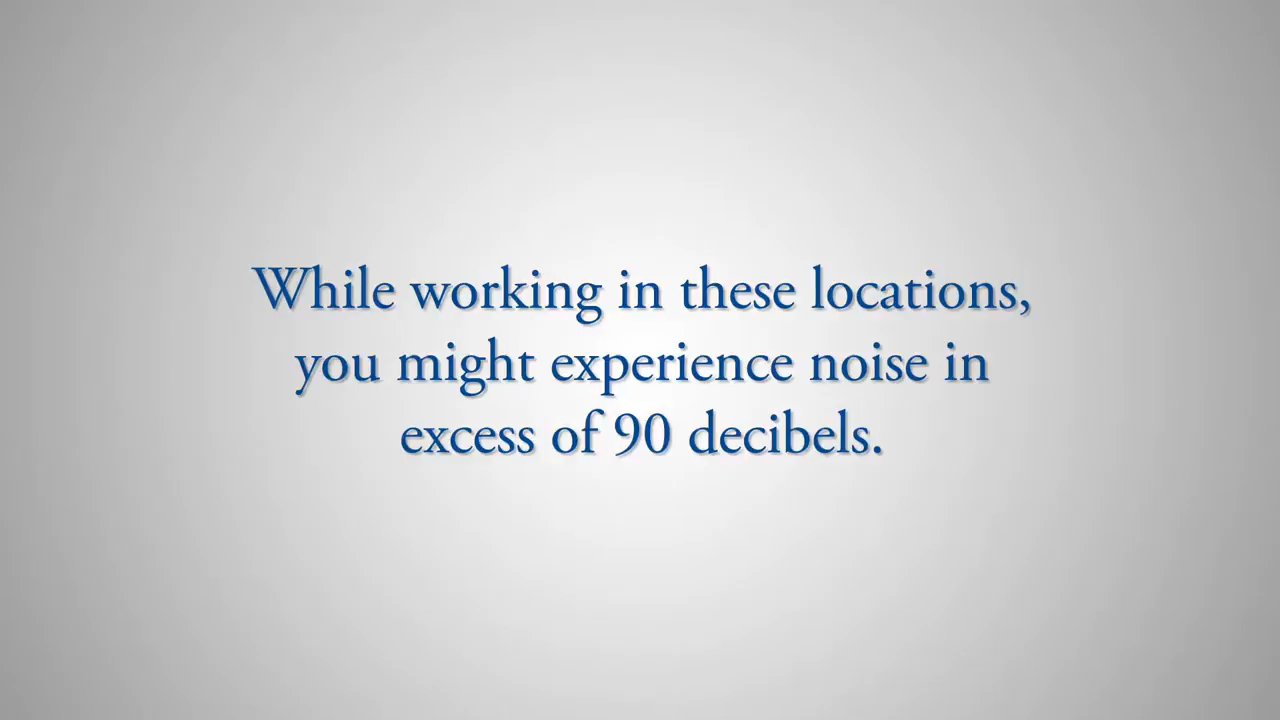 While working in these locations,
you might experience noise in
excess of 90 decibels.